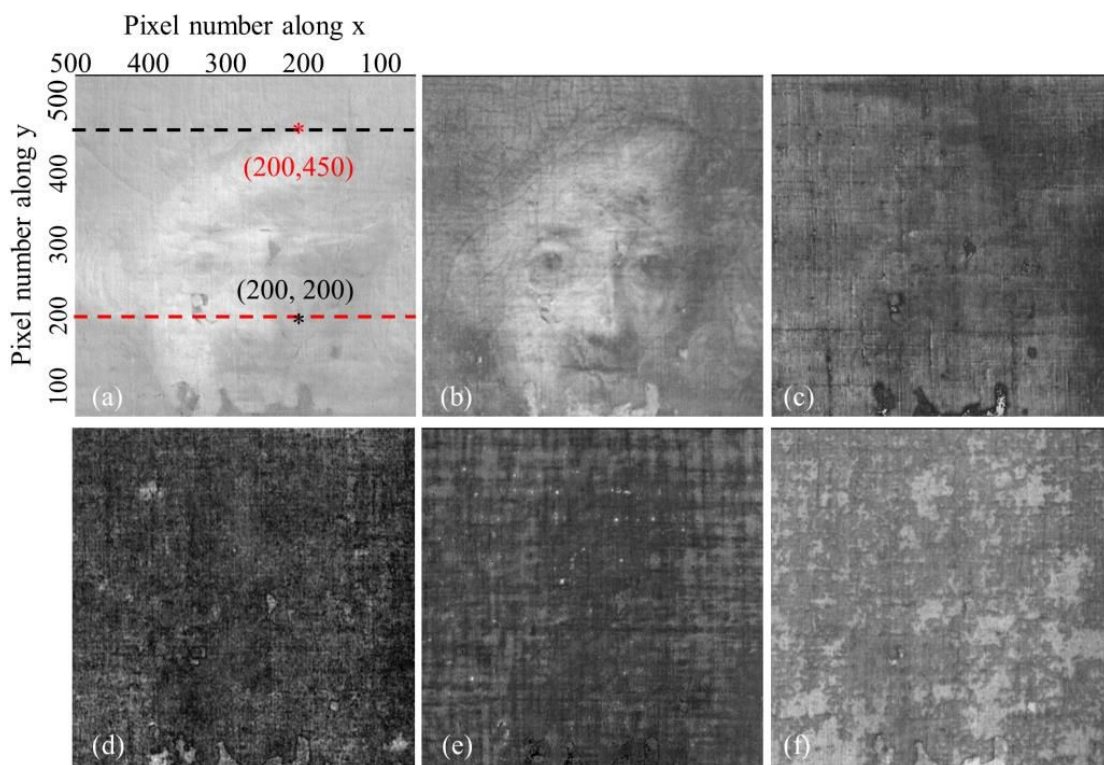 Pixel number along x
500 400 300 200 100
Pixel number along y
500
400
300
200
100
*
(200,450)
(200, 200)
*
(a)
(b)
(c)
(d)
(e)
(f)